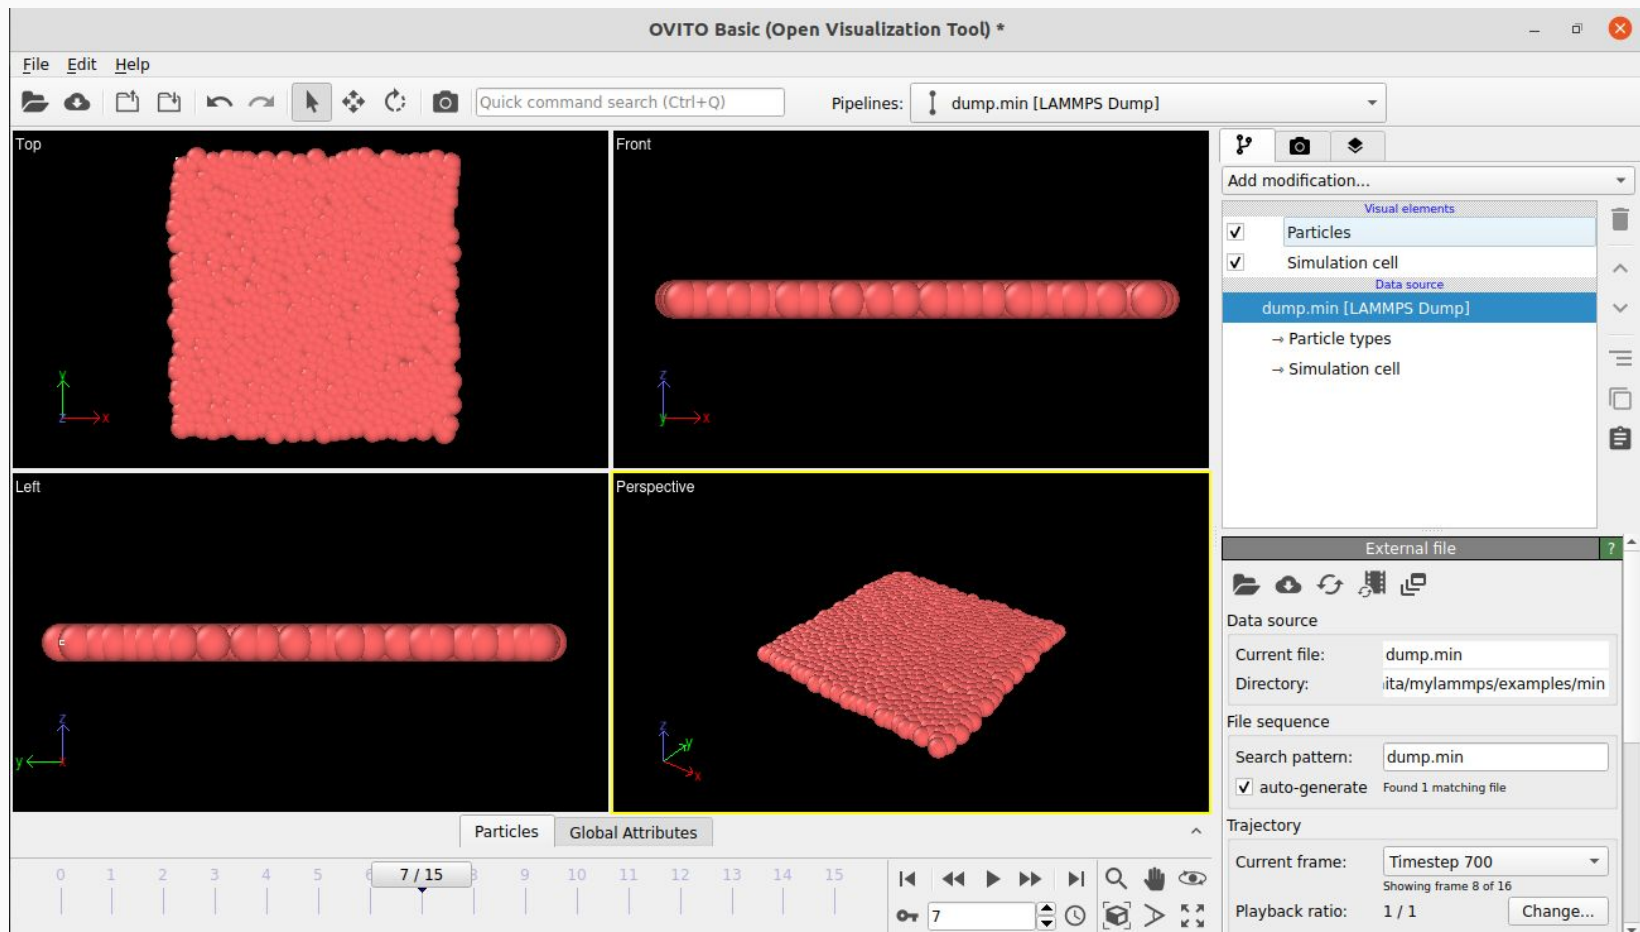 OVITO Basic (Open Visualization Tool) *
File Edit Help
Quick command search (Ctrl+Q)
Pipelines:
dump.min [LAMMPS Dump]
Top
y
z
x
Front
z
y
x
Left
z
y
x
Perspective
z
y
x
Add modification...
Visual elements
Particles
Simulation cell
Data source
dump.min [LAMMPS Dump]
→ Particle types
→ Simulation cell
External file
?
Data source
Current file: dump.min
Directory: ita/mylammps/examples/min
File sequence
Search pattern: dump.min
auto-generate Found 1 matching file
Trajectory
Current frame: Timestep 700
Showing frame 8 of 16
Playback ratio: 1 / 1 Change...
Particles Global Attributes
0 1 2 3 4 5 6 7 / 15 8 9 10 11 12 13 14 15
7